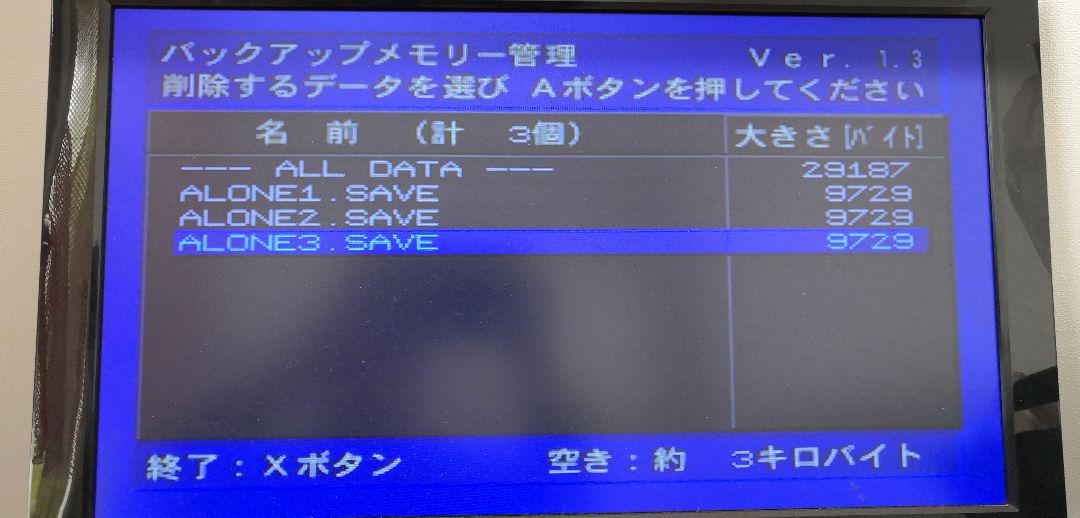 バックアップメモリー管理 Ver. 1.3
削除するデータを選び Aボタンを押してください
名 前 (計 3個) 大きさ[バイト]
--- ALL DATA --- 29187
ALONE1.SAVE 9729
ALONE2.SAVE 9729
ALONE3.SAVE 9729
終了:Xボタン 空き:約 3キロバイト